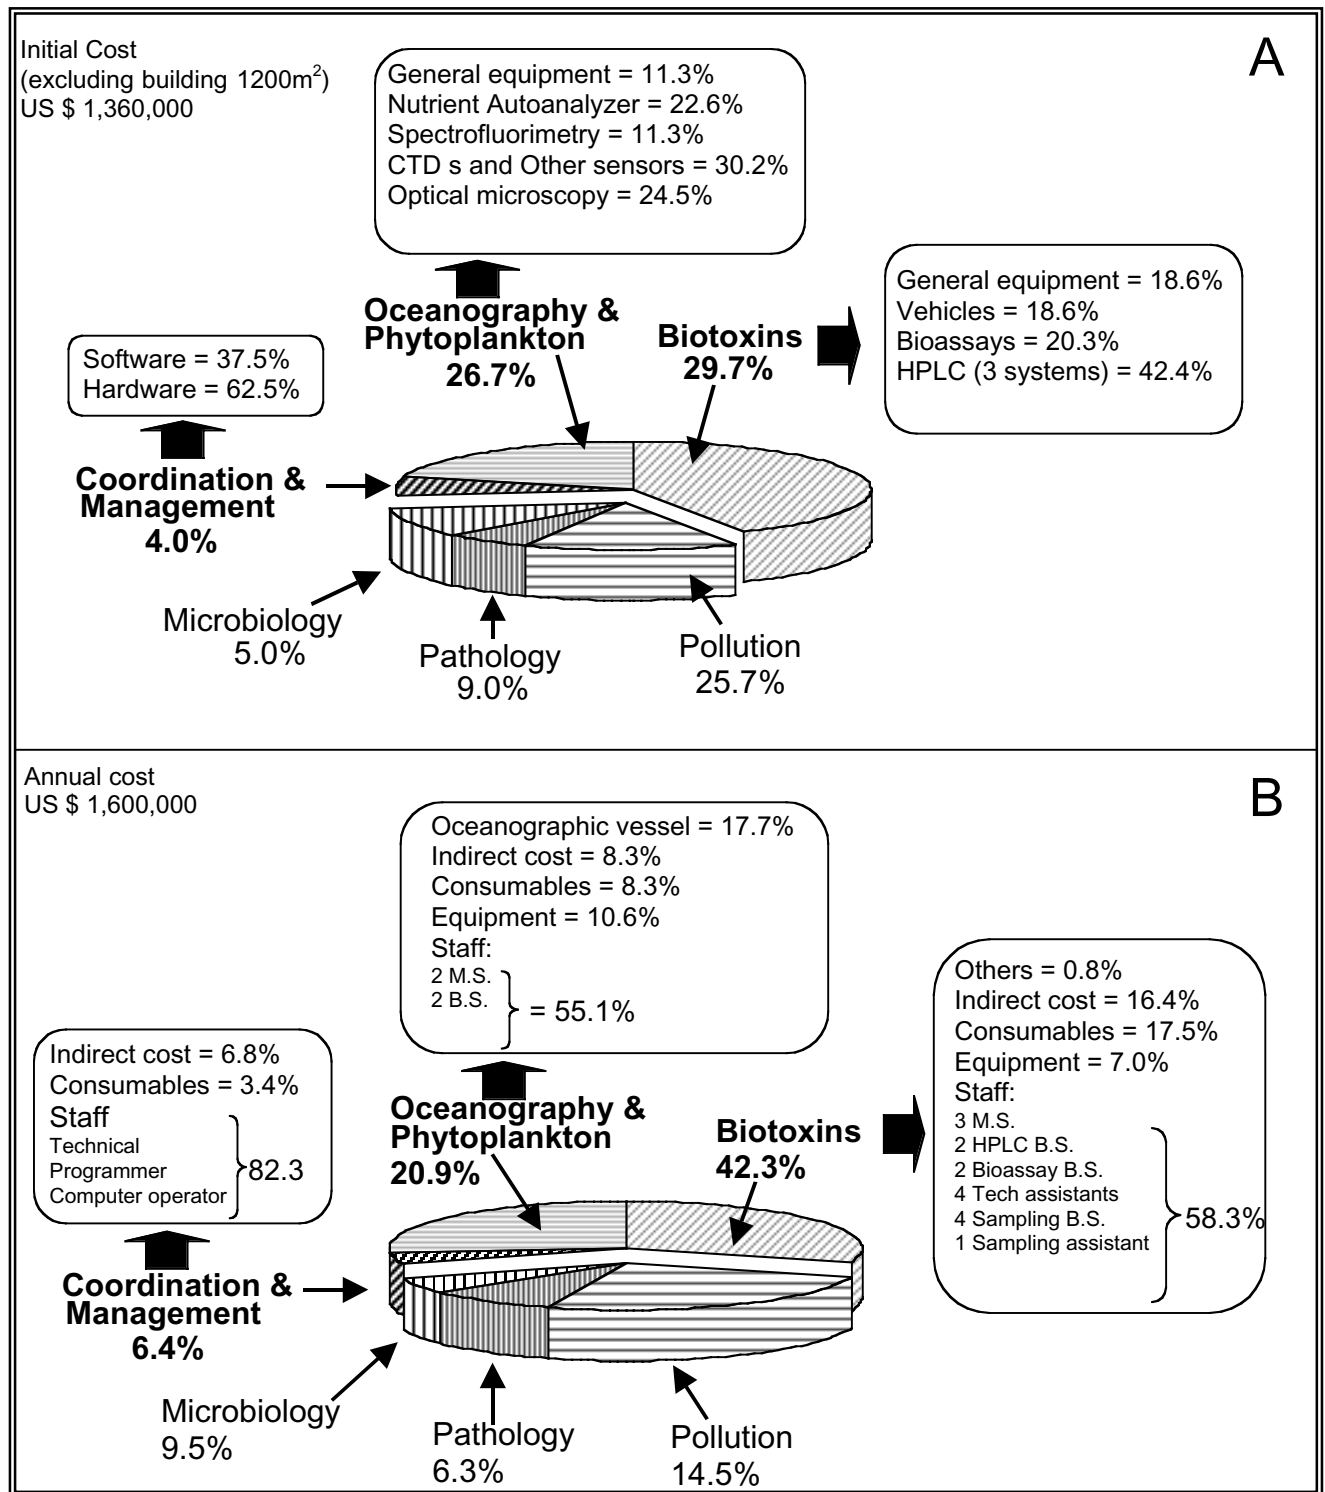 Initial Cost
(excluding building 1200m²)
US $ 1,360,000
A
General equipment = 11.3%
Nutrient Autoanalyzer = 22.6%
Spectrofluorimetry = 11.3%
CTD s and Other sensors = 30.2%
Optical microscopy = 24.5%
General equipment = 18.6%
Vehicles = 18.6%
Bioassays = 20.3%
HPLC (3 systems) = 42.4%
Oceanography &
Phytoplankton
26.7%
Biotoxins
29.7%
Software = 37.5%
Hardware = 62.5%
Coordination &
Management
4.0%
Microbiology
5.0%
Pathology
9.0%
Pollution
25.7%
Annual cost
US $ 1,600,000
B
Oceanographic vessel = 17.7%
Indirect cost = 8.3%
Consumables = 8.3%
Equipment = 10.6%
Staff:
2 M.S.
2 B.S.
= 55.1%
Others = 0.8%
Indirect cost = 16.4%
Consumables = 17.5%
Equipment = 7.0%
Staff:
3 M.S.
2 HPLC B.S.
2 Bioassay B.S.
4 Tech assistants
4 Sampling B.S.
1 Sampling assistant
58.3%
Indirect cost = 6.8%
Consumables = 3.4%
Staff
Technical
Programmer
Computer operator
82.3
Oceanography &
Phytoplankton
20.9%
Biotoxins
42.3%
Coordination &
Management
6.4%
Microbiology
9.5%
Pathology
6.3%
Pollution
14.5%